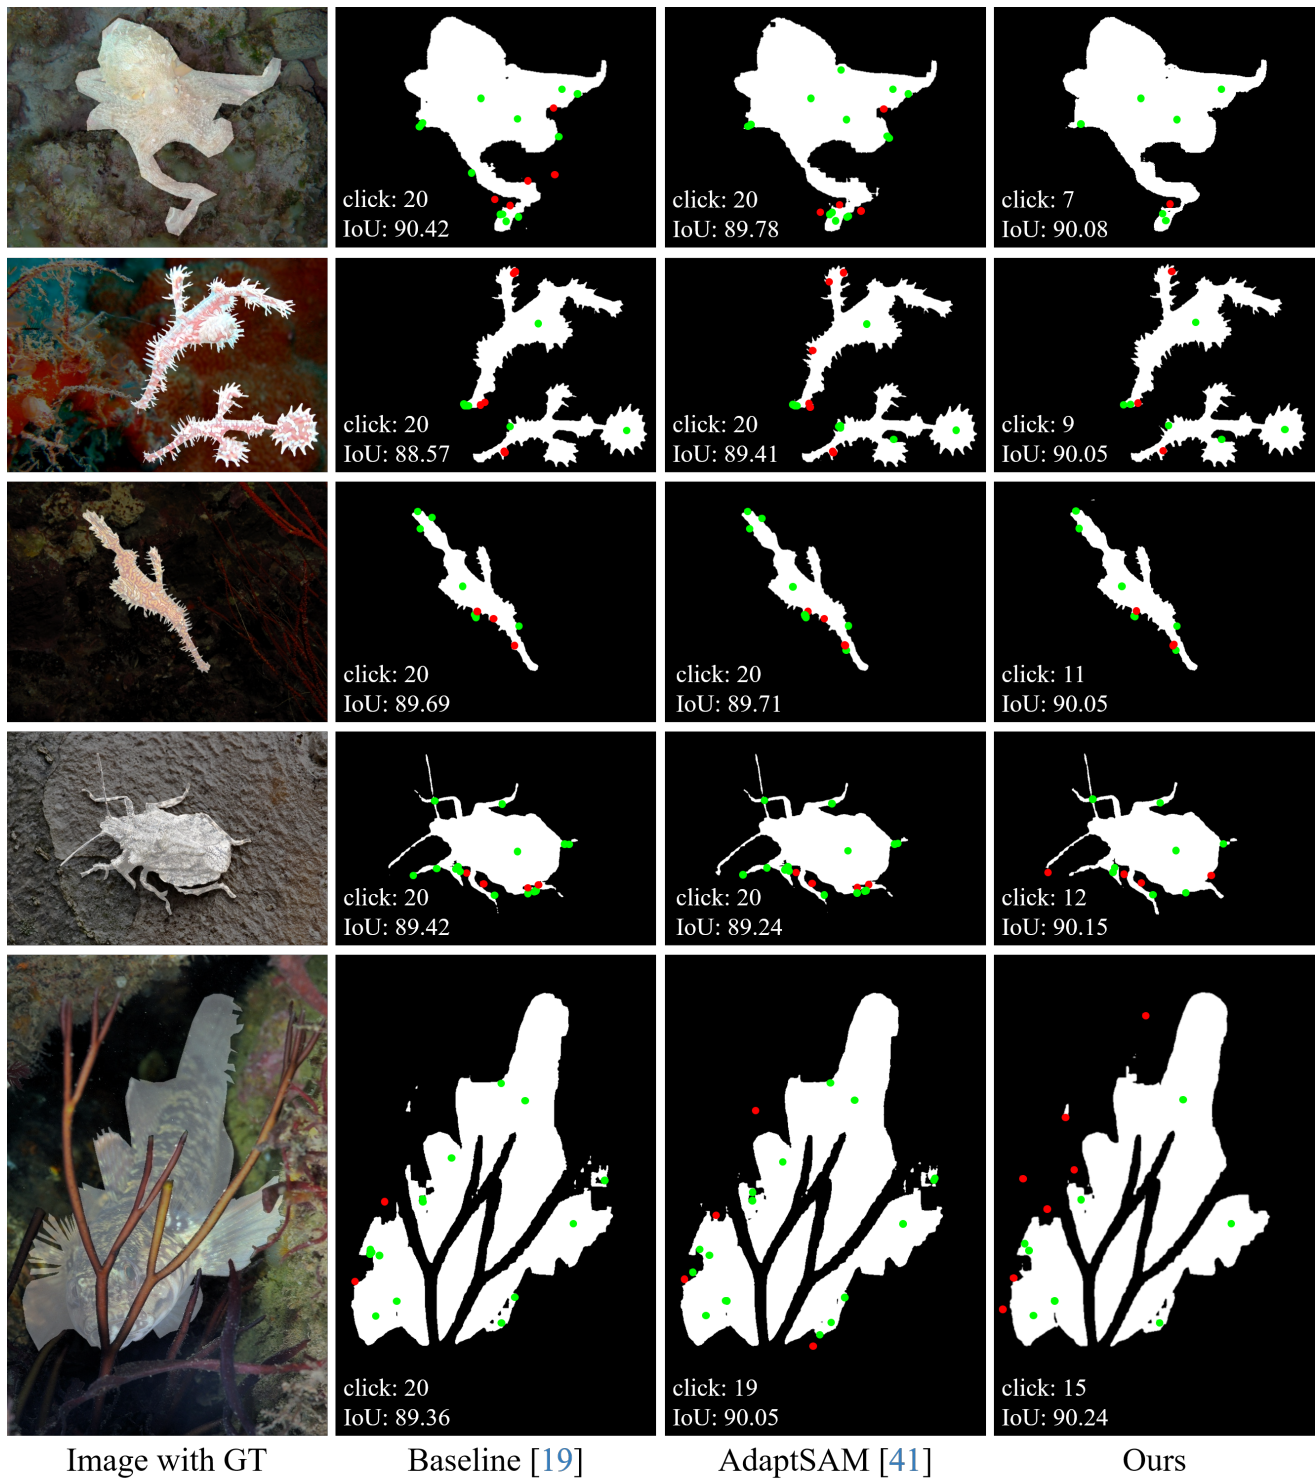 click: 20
IoU: 90.42
click: 20
IoU: 89.78
click: 7
IoU: 90.08
click: 20
IoU: 88.57
click: 20
IoU: 89.41
click: 9
IoU: 90.05
click: 20
IoU: 89.69
click: 20
IoU: 89.71
click: 11
IoU: 90.05
click: 20
IoU: 89.42
click: 20
IoU: 89.24
click: 12
IoU: 90.15
click: 20
IoU: 89.36
click: 19
IoU: 90.05
click: 15
IoU: 90.24
Image with GT
Baseline [19]
AdaptSAM [41]
Ours